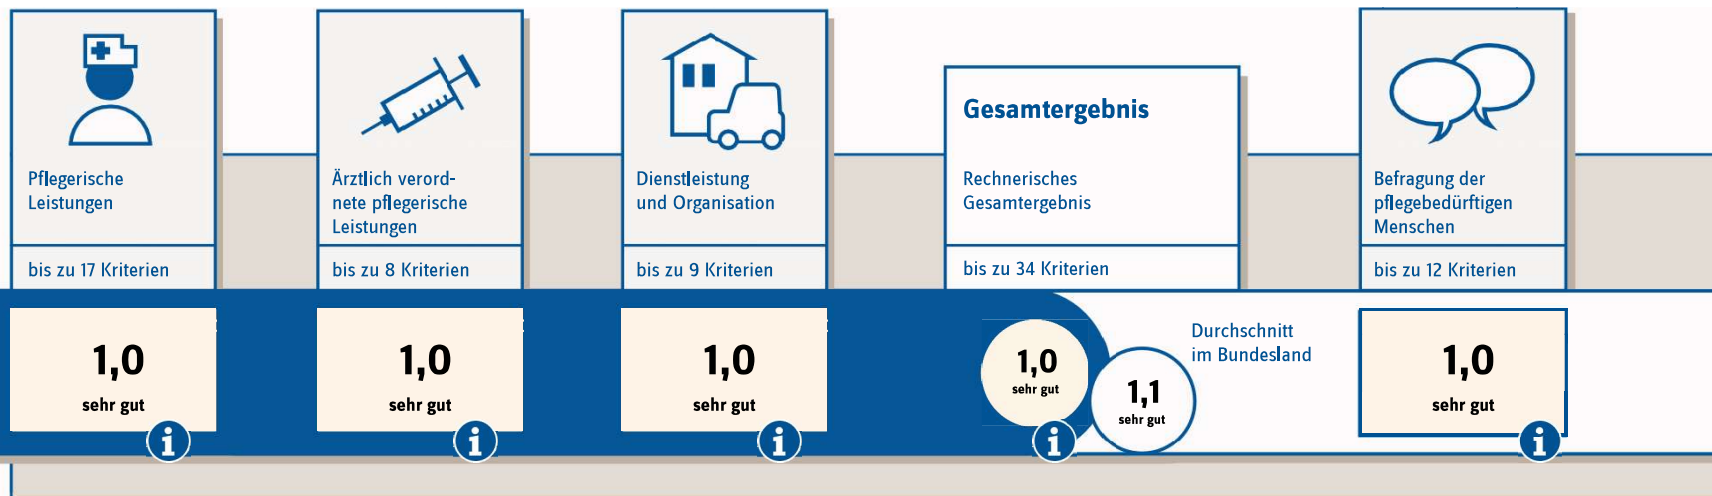 Pflegerische
Leistungen
bis zu 17 Kriterien
1,0
sehr gut
i
Ärztlich verord-
nete pflegerische
Leistungen
bis zu 8 Kriterien
1,0
sehr gut
i
Dienstleistung
und Organisation
bis zu 9 Kriterien
1,0
sehr gut
i
Gesamtergebnis
Rechnerisches
Gesamtergebnis
bis zu 34 Kriterien
1,0
sehr gut
i
1,1
sehr gut
Durchschnitt
im Bundesland
Befragung der
pflegebedürftigen
Menschen
bis zu 12 Kriterien
1,0
sehr gut
i